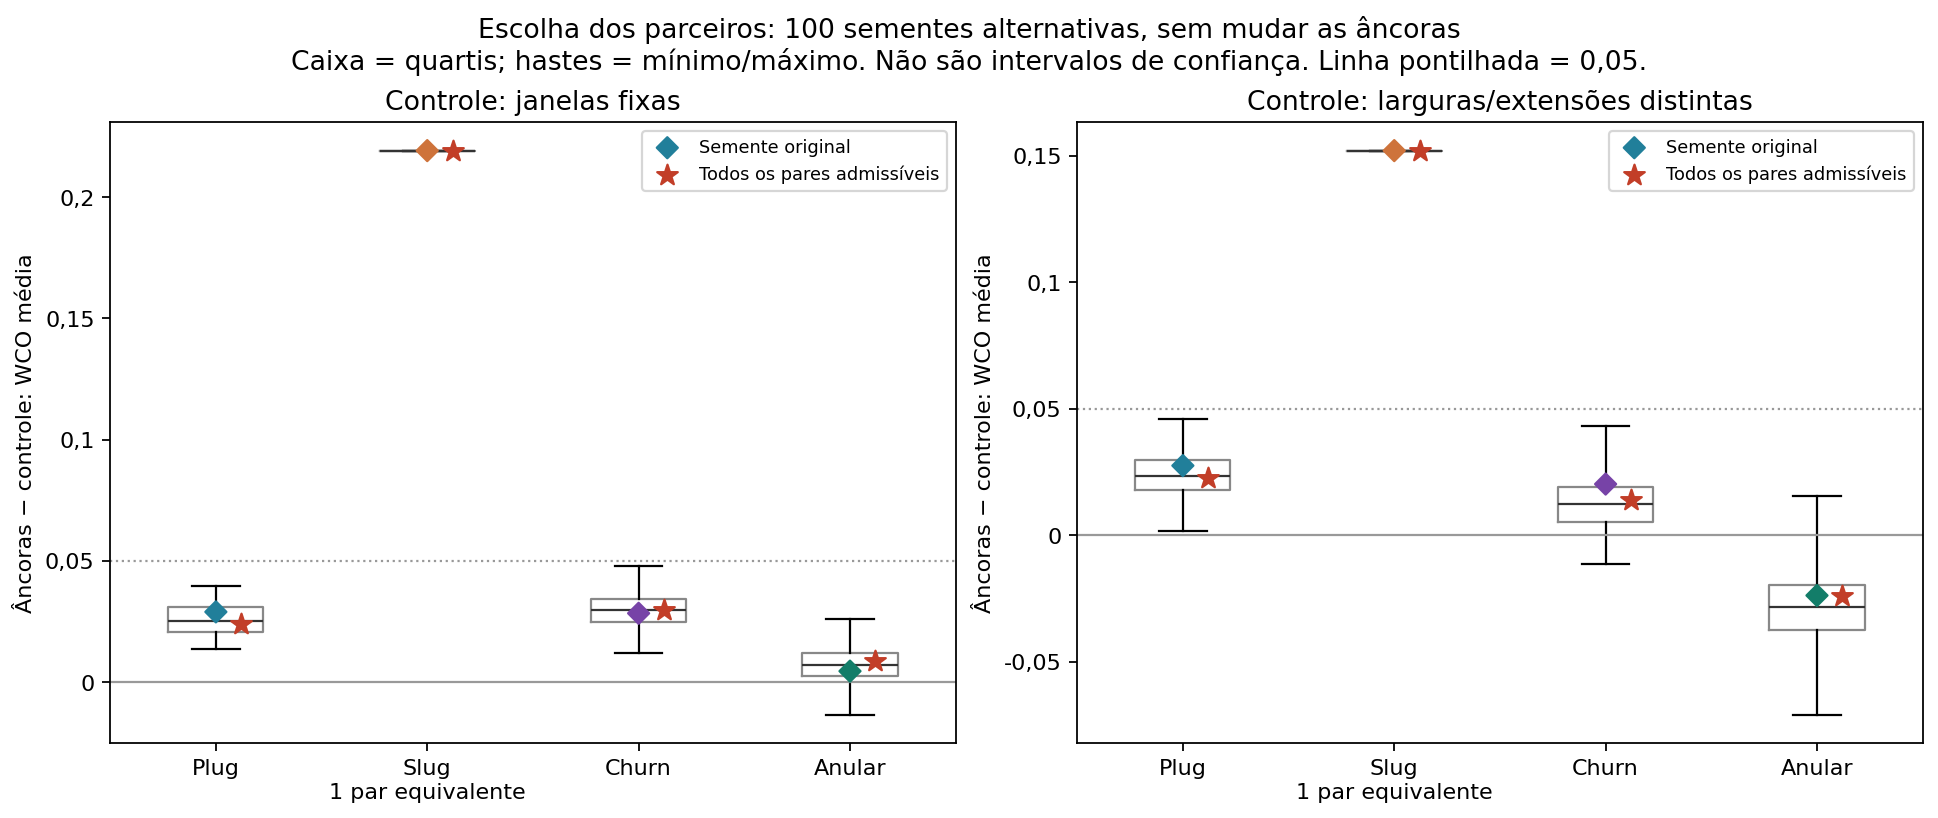 Escolha dos parceiros: 100 sementes alternativas, sem mudar as âncoras
Caixa = quartis; hastes = mínimo/máximo. Não são intervalos de confiança. Linha pontilhada = 0,05.
Controle: janelas fixas
Âncoras − controle: WCO média
0,2
0,15
0,1
0,05
0
Semente original
Todos os pares admissíveis
Plug
Slug
1 par equivalente
Churn
Anular
Controle: larguras/extensões distintas
Âncoras − controle: WCO média
0,15
0,1
0,05
0
-0,05
Semente original
Todos os pares admissíveis
Plug
Slug
1 par equivalente
Churn
Anular